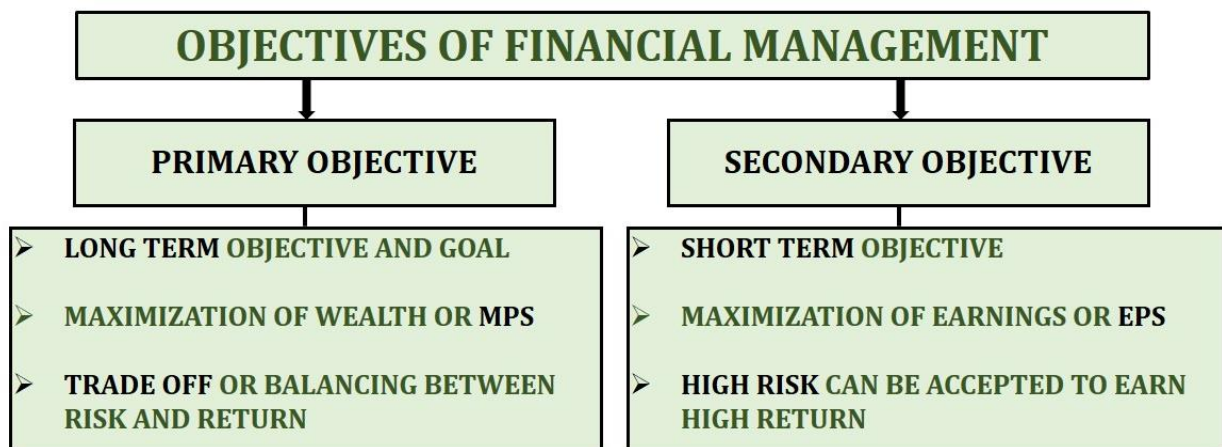 OBJECTIVES OF FINANCIAL MANAGEMENT
PRIMARY OBJECTIVE
LONG TERM OBJECTIVE AND GOAL
MAXIMIZATION OF WEALTH OR MPS
TRADE OFF OR BALANCING BETWEEN
RISK AND RETURN
SECONDARY OBJECTIVE
SHORT TERM OBJECTIVE
MAXIMIZATION OF EARNINGS OR EPS
HIGH RISK CAN BE ACCEPTED TO EARN
HIGH RETURN